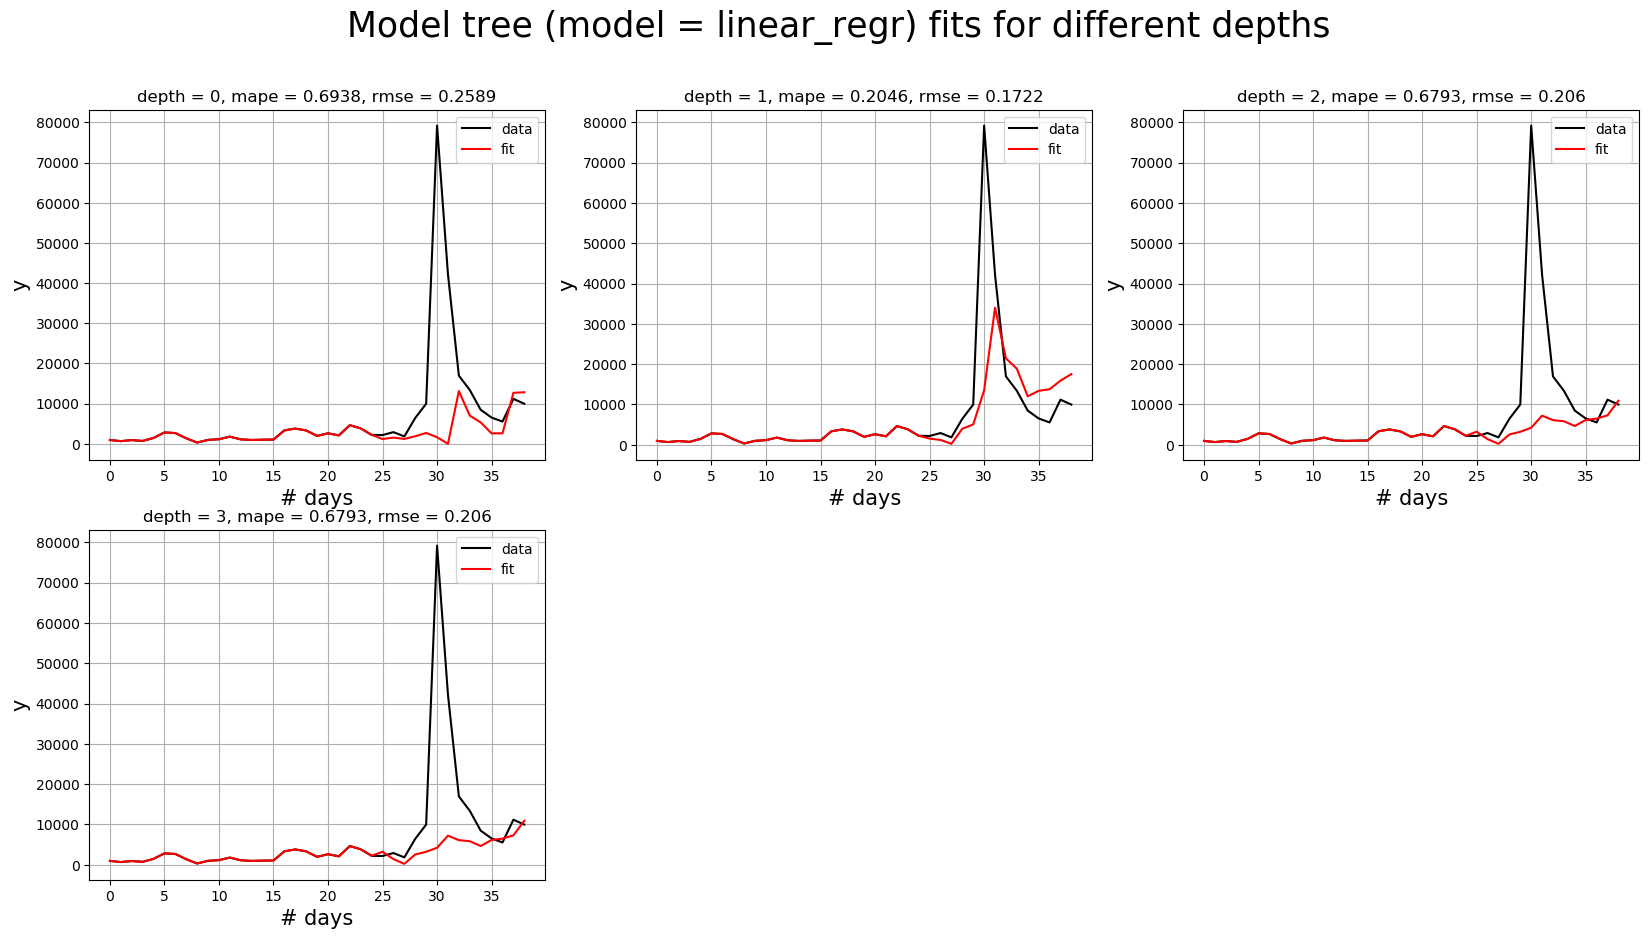 Model tree (model = linear_regr) fits for different depths
depth = 0, mape = 0.6938, rmse = 0.2589
80000
70000
60000
50000
40000
30000
20000
10000
0
y
data
fit
0 5 10 15 20 25 30 35
# days
depth = 1, mape = 0.2046, rmse = 0.1722
80000
70000
60000
50000
40000
30000
20000
10000
0
y
data
fit
0 5 10 15 20 25 30 35
# days
depth = 2, mape = 0.6793, rmse = 0.206
80000
70000
60000
50000
40000
30000
20000
10000
0
y
data
fit
0 5 10 15 20 25 30 35
# days
depth = 3, mape = 0.6793, rmse = 0.206
80000
70000
60000
50000
40000
30000
20000
10000
0
y
data
fit
0 5 10 15 20 25 30 35
# days